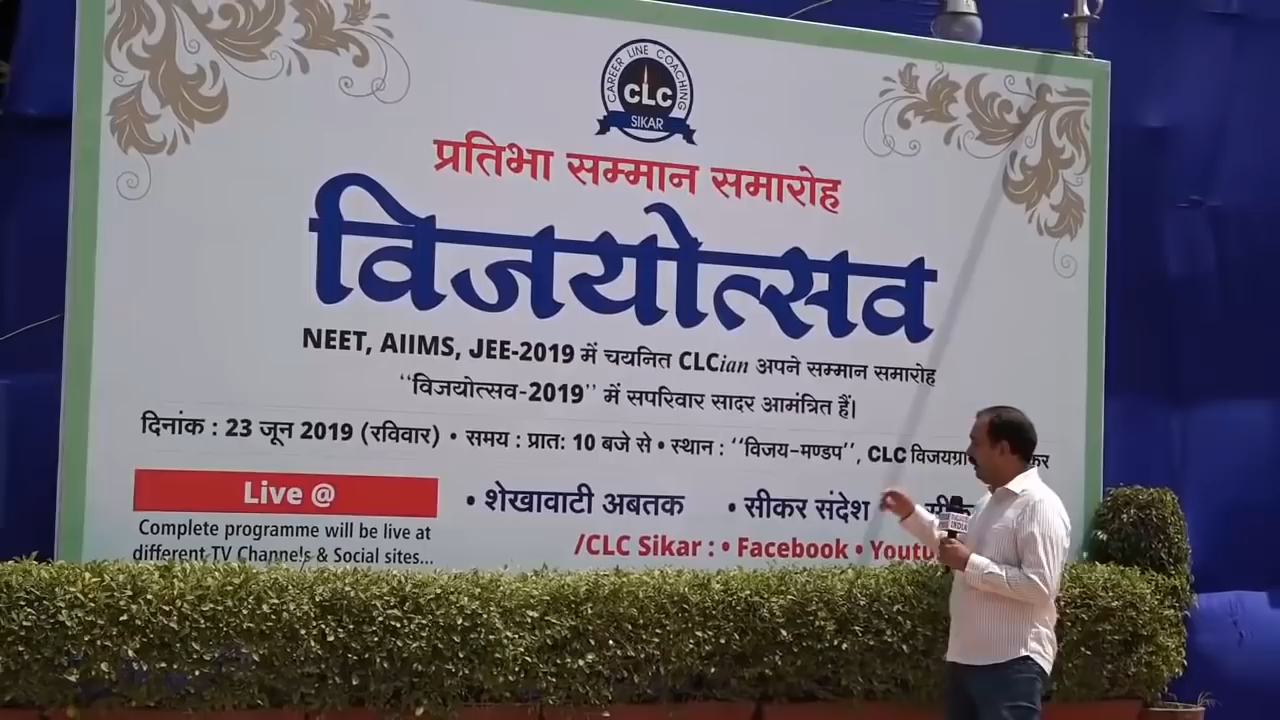 CAREER LINE COACHING
CLC
SIKAR
प्रतिभा सम्मान समारोह
विजयोत्सव
NEET, AIIMS, JEE-2019 में चयनित CLCian अपने सम्मान समारोह
“विजयोत्सव-2019” में सपरिवार सादर आमंत्रित हैं।
दिनांक : 23 जून 2019 (रविवार) • समय : प्रात: 10 बजे से • स्थान : “विजय-मण्डप”, CLC
Live @
• शेखावाटी अबतक • सीकर संदेश
Complete programme will be live at
different TV Channels & Social sites...
/CLC Sikar : • Facebook •
INDIA